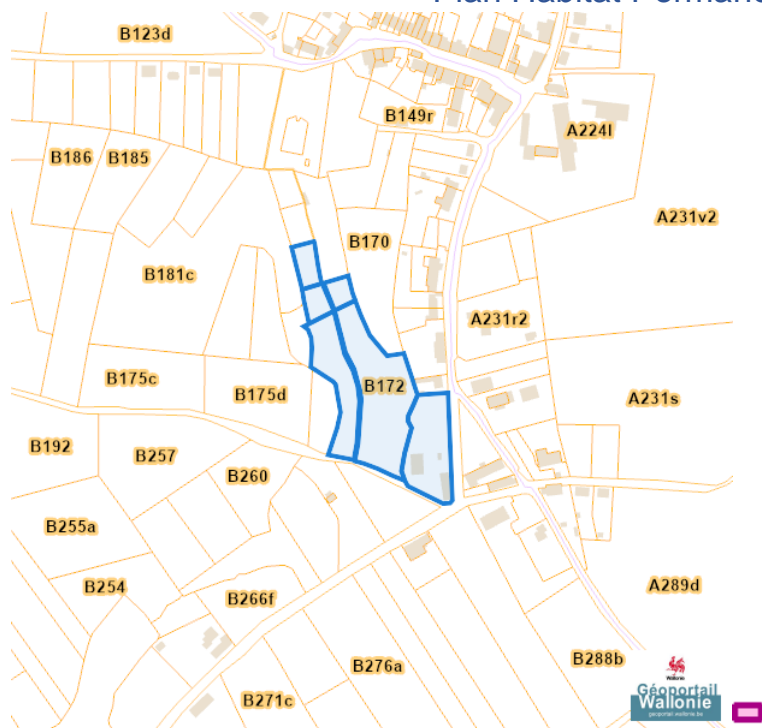 Plan Habitat Permane
B123d
B149r
A224l
B186
B185
A231v2
B170
B181c
A231r2
B175c
B172
B175d
A231s
B192
B257
B260
B255a
B254
B266f
A289d
B276a
B288b
B271c
Wallonie
Géoportail
Wallonie
geoportail.wallonie.be